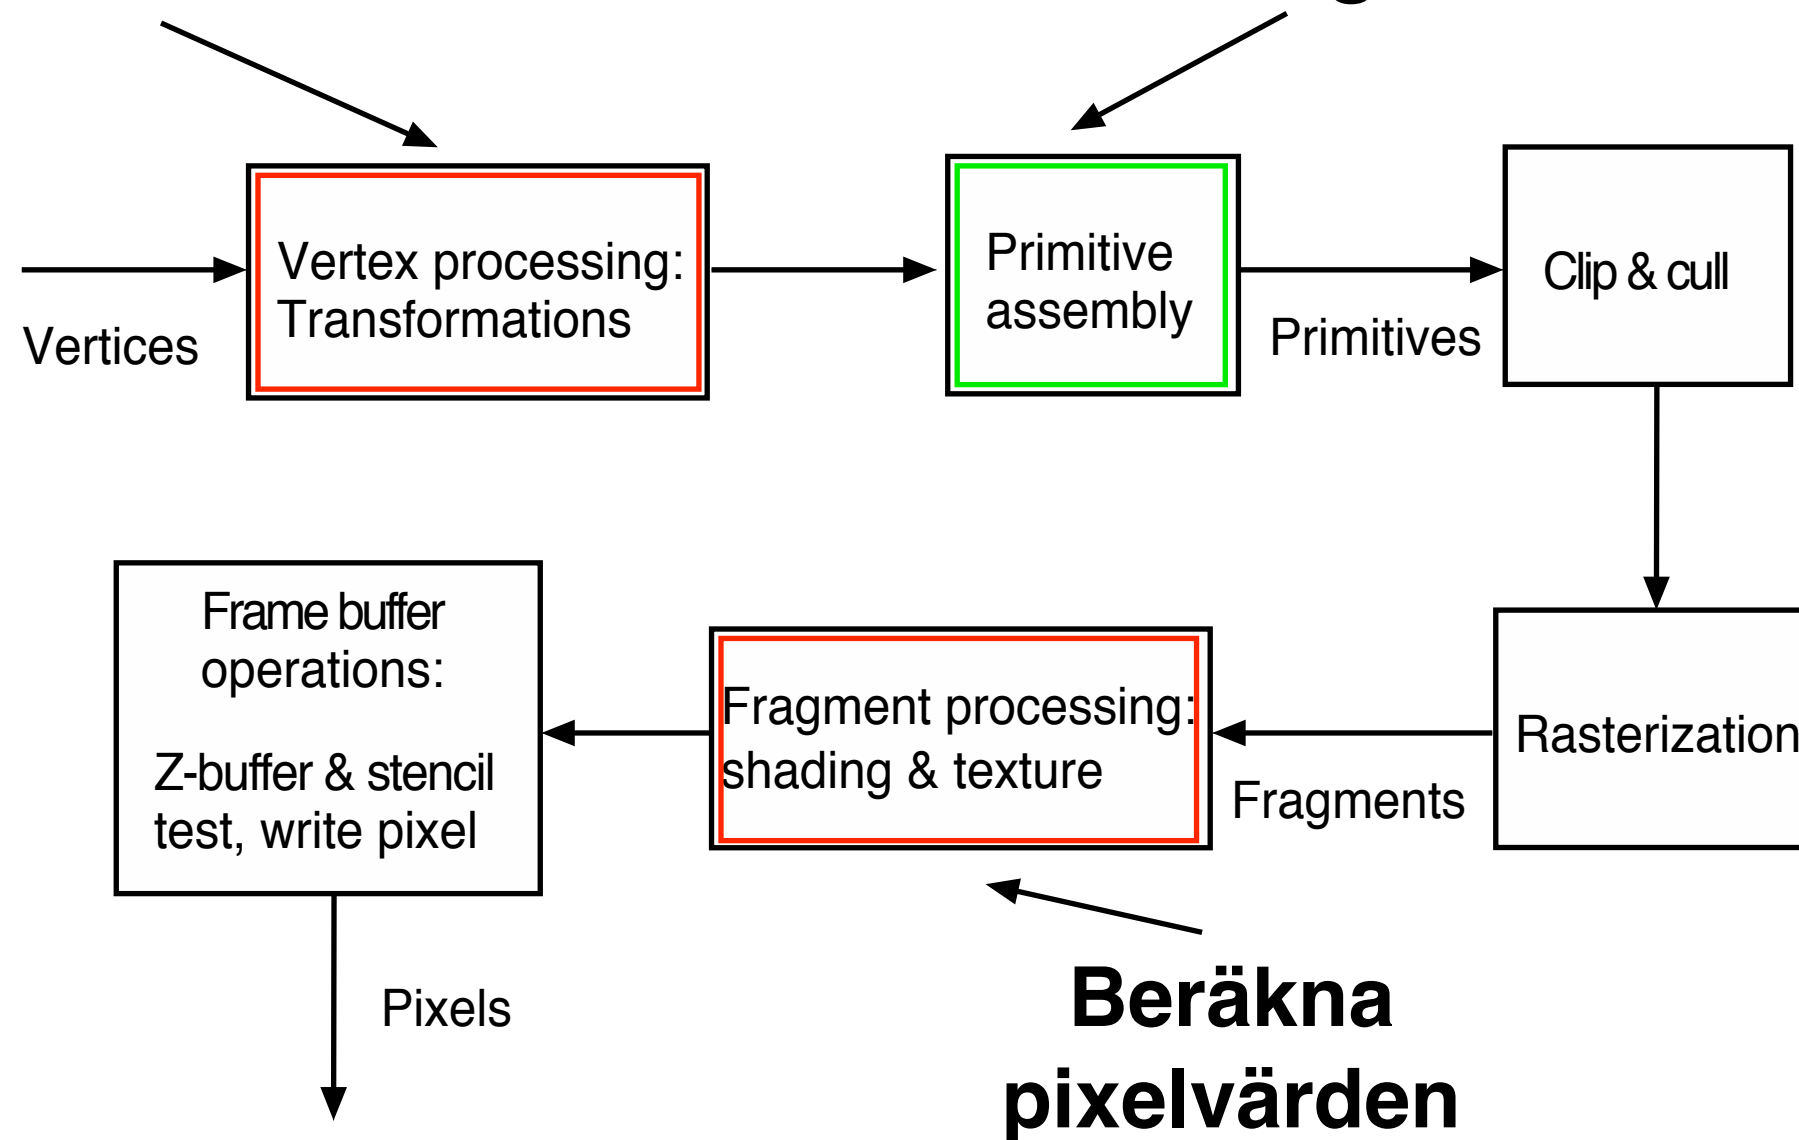 Vertex processing:
Transformations
Primitive
assembly
Clip & cull
Vertices
Primitives
Frame buffer
operations:
Z-buffer & stencil
test, write pixel
Fragment processing:
shading & texture
Rasterization
Fragments
Pixels
Beräkna
pixelvärden